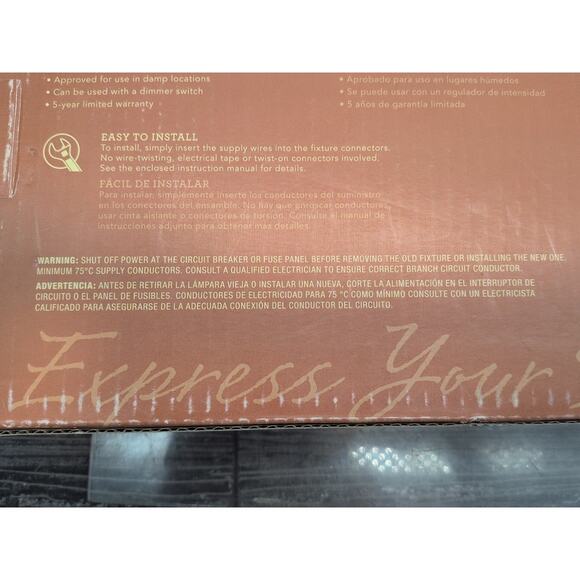 • Approved for use in damp locations
• Can be used with a dimmer switch
• 5-year limited warranty
• Aprobado para uso en lugares húmedos
• Se puede usar con un regulador de intensidad
• 5 años de garantía limitada
EASY TO INSTALL
To install, simply insert the supply wires into the fixture connectors.
No wire-twisting, electrical tape or twist-on connectors involved.
See the enclosed instruction manual for details.
FÁCIL DE INSTALAR
Para instalar, simplemente inserte los conductores del suministro
en los conectores del ensamble. No hay que enroscar conductores,
usar cinta aislante o conectores de torsión. Consulte el manual de
instrucciones adjunto para obtener más detalles.
WARNING: SHUT OFF POWER AT THE CIRCUIT BREAKER OR FUSE PANEL BEFORE REMOVING THE OLD FIXTURE OR INSTALLING THE NEW ONE.
MINIMUM 75°C SUPPLY CONDUCTORS. CONSULT A QUALIFIED ELECTRICIAN TO ENSURE CORRECT BRANCH CIRCUIT CONDUCTOR.
ADVERTENCIA: ANTES DE RETIRAR LA LÁMPARA VIEJA O INSTALAR UNA NUEVA, CORTE LA ALIMENTACIÓN EN EL INTERRUPTOR DE
CIRCUITO O EL PANEL DE FUSIBLES. CONDUCTORES DE ELECTRICIDAD PARA 75 °C COMO MÍNIMO CONSULTE CON UN ELECTRICISTA
CALIFICADO PARA ASEGURARSE DE LA ADECUADA CONEXIÓN DEL CONDUCTOR DEL CIRCUITO.
Express Your